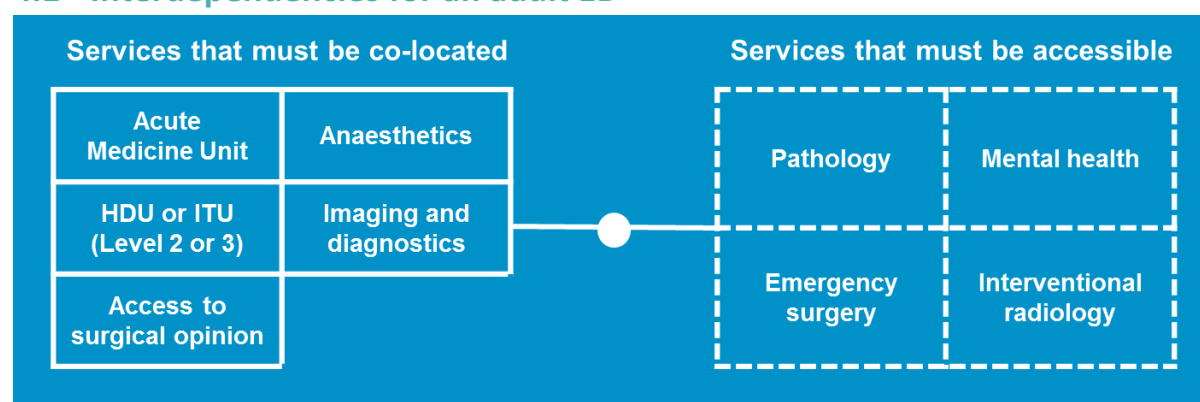 Services that must be co-located
Services that must be accessible
Acute
Medicine Unit
Anaesthetics
HDU or ITU
(Level 2 or 3)
Imaging and
diagnostics
Access to
surgical opinion
Pathology
Mental health
Emergency
surgery
Interventional
radiology